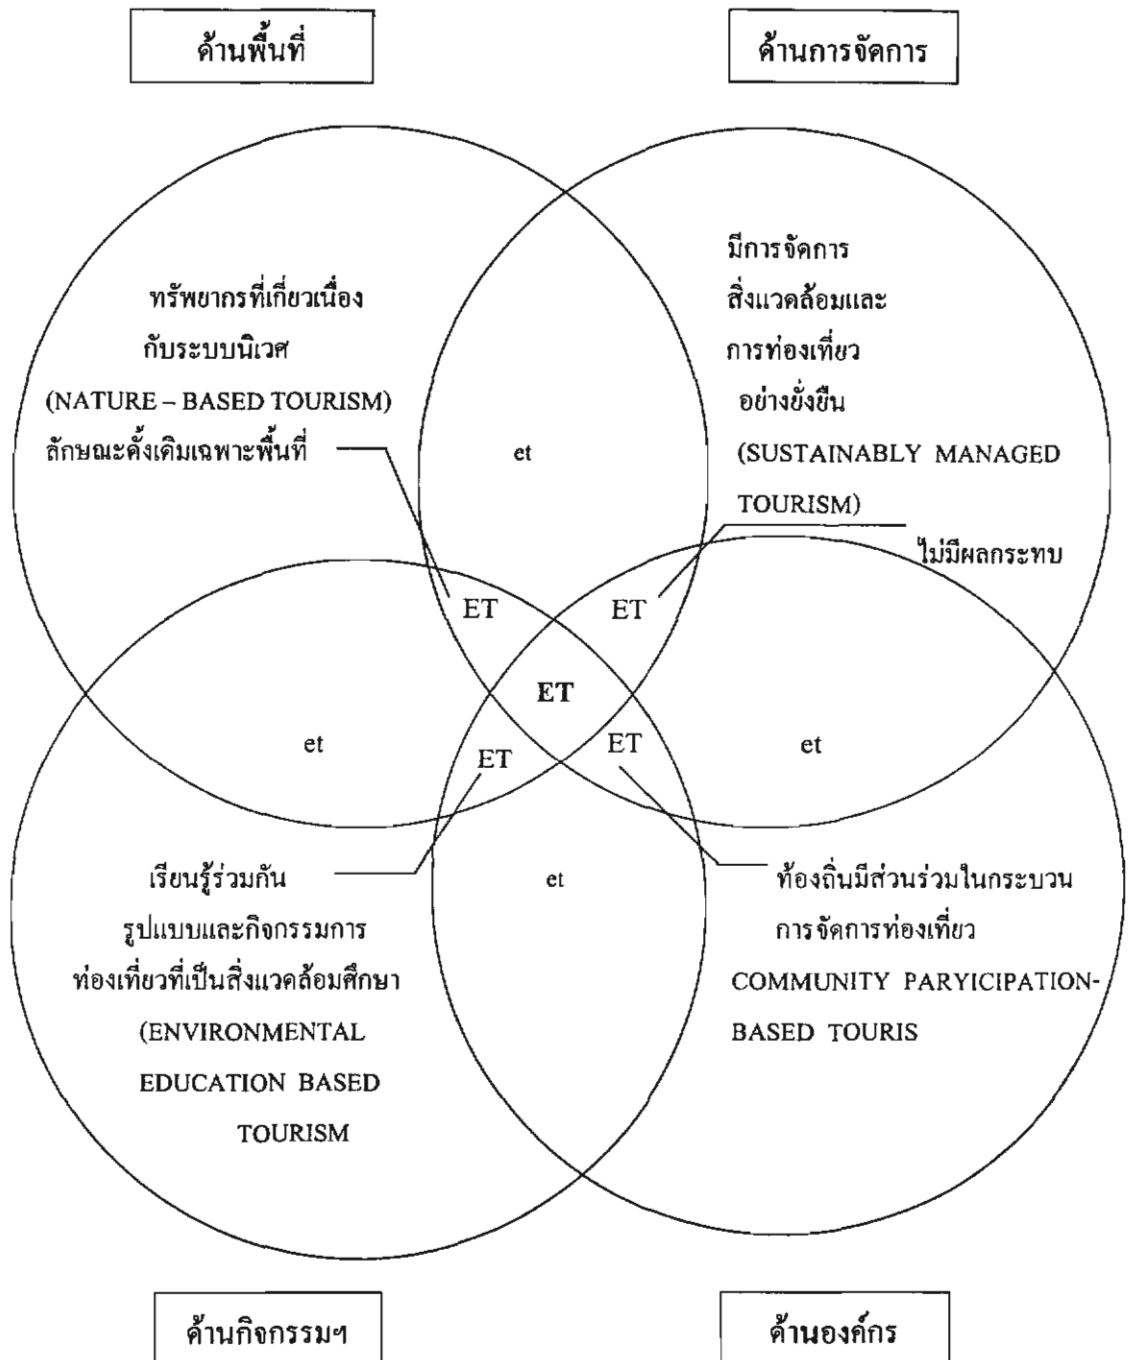 ด้านพื้นที่
ด้านการจัดการ
ทรัพยากรที่เกี่ยวเนื่อง
กับระบบนิเวศ
(NATURE – BASED TOURISM)
ลักษณะดั้งเดิมเฉพาะพื้นที่
มีการจัดการ
สิ่งแวดล้อมและ
การท่องเที่ยว
อย่างยั่งยืน
(SUSTAINABLY MANAGED
TOURISM)
ไม่มีผลกระทบ
et
ET
ET
ET
et
ET
ET
et
เรียนรู้ร่วมกัน
รูปแบบและกิจกรรมการ
ท่องเที่ยวที่เป็นสิ่งแวดล้อมศึกษา
(ENVIRONMENTAL
EDUCATION BASED
TOURISM
et
ท้องถิ่นมีส่วนร่วมในกระบวน
การจัดการท่องเที่ยว
COMMUNITY PARYICIPATION-
BASED TOURIS
ด้านกิจกรรมฯ
ด้านองค์กร